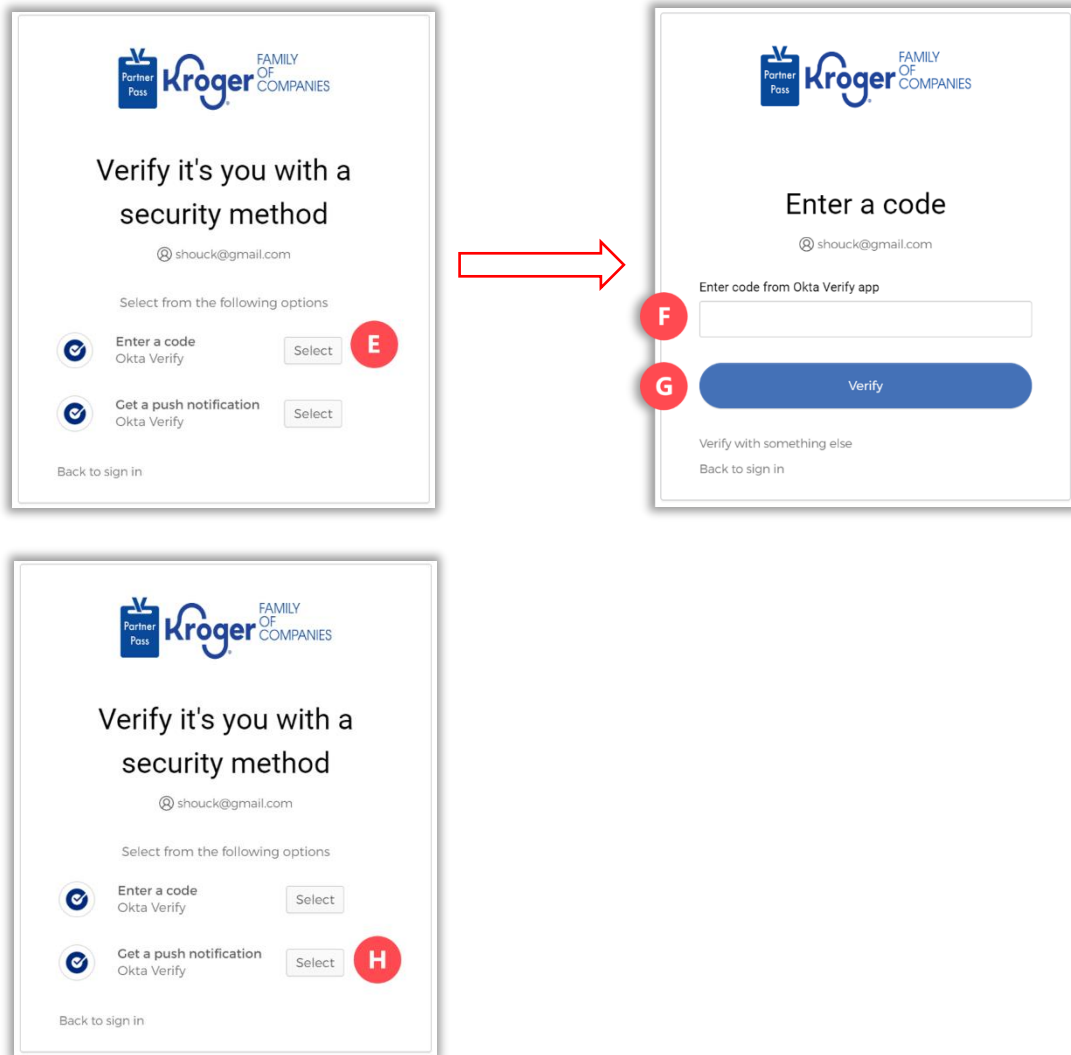 Partner
Pass
Kroger
FAMILY
OF
COMPANIES
Verify it's you with a
security method
shouck@gmail.com
Select from the following options
Enter a code
Okta Verify
Select
E
Get a push notification
Okta Verify
Select
Back to sign in
Partner
Pass
Kroger
FAMILY
OF
COMPANIES
Enter a code
shouck@gmail.com
Enter code from Okta Verify app
F
G
Verify
Verify with something else
Back to sign in
Partner
Pass
Kroger
FAMILY
OF
COMPANIES
Verify it's you with a
security method
shouck@gmail.com
Select from the following options
Enter a code
Okta Verify
Select
Get a push notification
Okta Verify
Select
H
Back to sign in